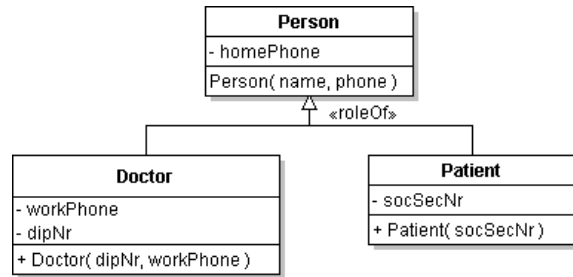 Person
- homePhone
Person( name, phone )
«roleOf»
Doctor
- workPhone
- dipNr
+ Doctor( dipNr, workPhone )
Patient
- socSecNr
+ Patient( socSecNr )